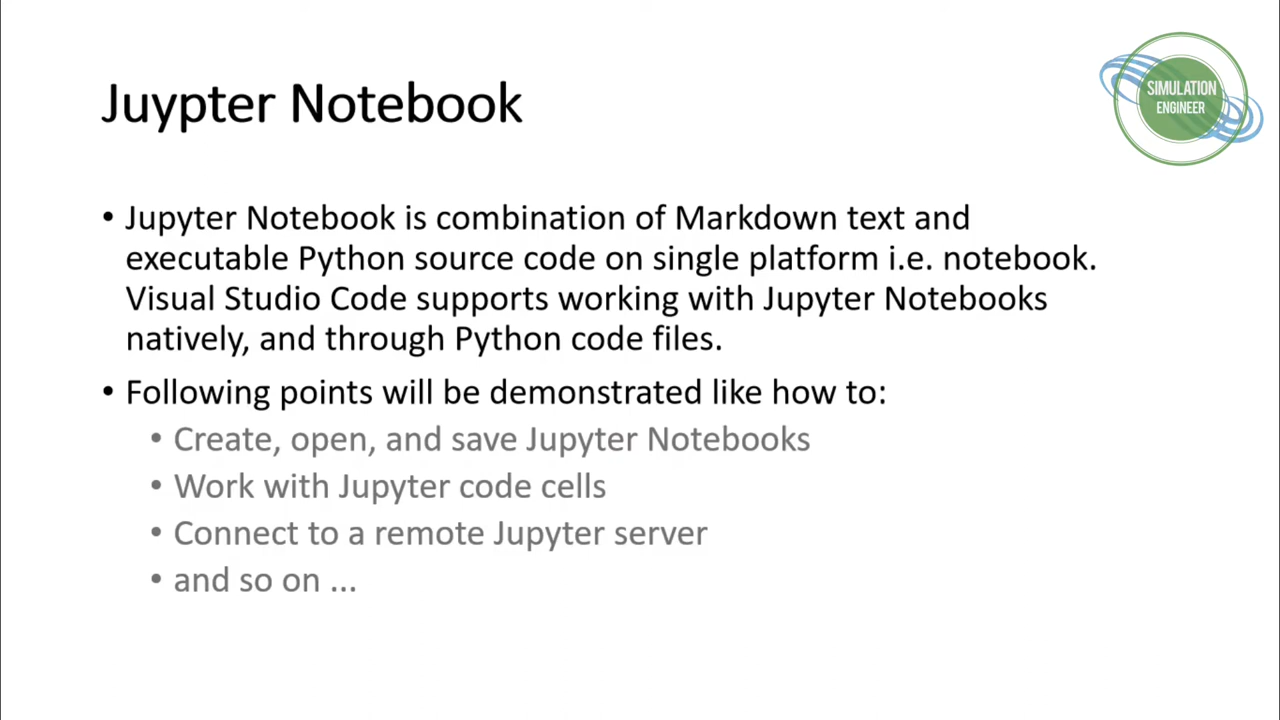 Juypter Notebook
SIMULATION
ENGINEER
• Jupyter Notebook is combination of Markdown text and
executable Python source code on single platform i.e. notebook.
Visual Studio Code supports working with Jupyter Notebooks
natively, and through Python code files.
• Following points will be demonstrated like how to:
• Create, open, and save Jupyter Notebooks
• Work with Jupyter code cells
• Connect to a remote Jupyter server
• and so on ...